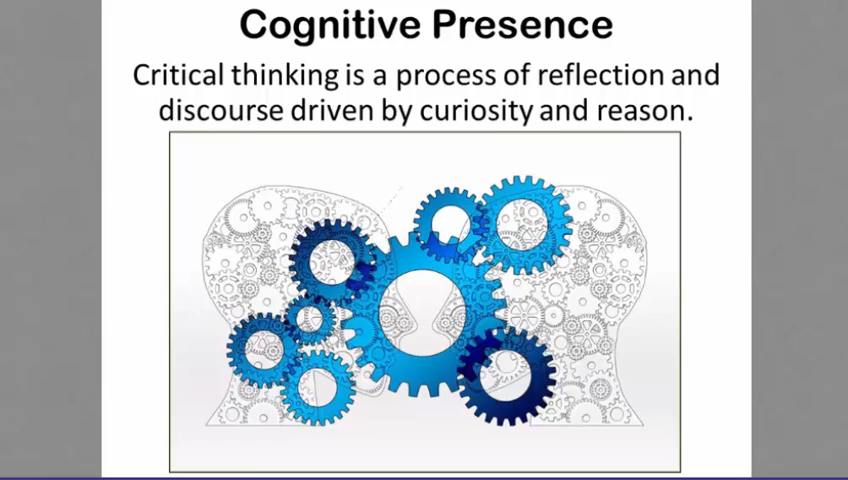 Cognitive Presence
Critical thinking is a process of reflection and
discourse driven by curiosity and reason.